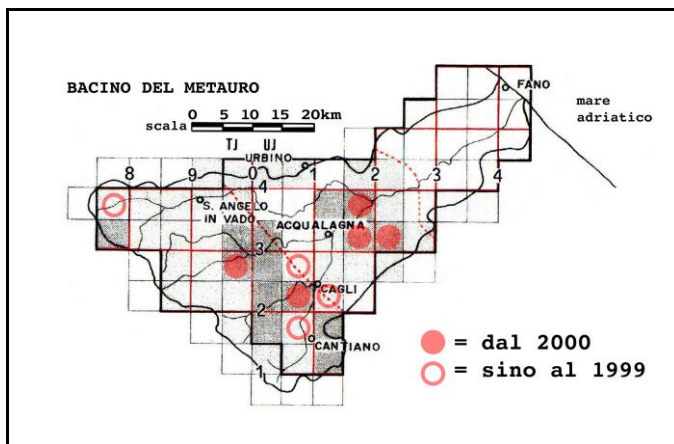 BACINO DEL METAURO
FANO
mare
adriatico
0 5 10 15 20km
scala
TJ UJ
URBINO
8 9 0 1 2 3 4
4
S. ANGELO
IN VADO
ACQUALAGNA
3
CAGLI
2
CANTIANO
1
= dal 2000
= sino al 1999